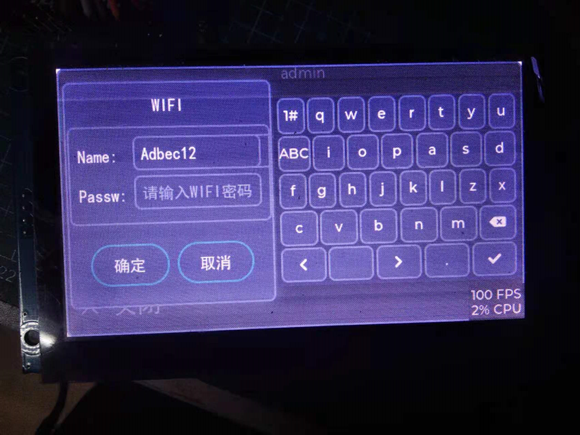 admin
WIFI
Name: Adbec12
Passw: 请输入WIFI密码
确定 取消
1# q w e r t y u
ABC i o p a s d
f g h j k l z x
c v b n m
.
100 FPS
2% CPU